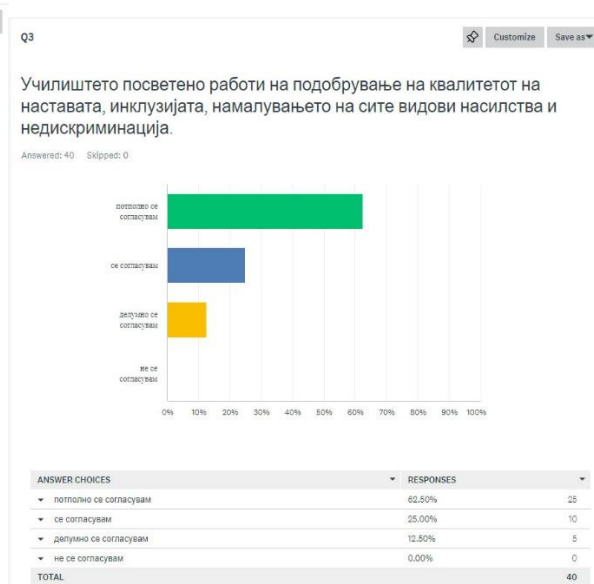 Q3
Customize
Save as
Училиштето посветено работи на подобрување на квалитетот на
наставата, инклузијата, намалувањето на сите видови насилства и
недискриминација.
Answered: 40 Skipped: 0
потполно се
согласувам
се согласувам
делумно се
согласувам
не се
согласувам
0% 10% 20% 30% 40% 50% 60% 70% 80% 90% 100%
ANSWER CHOICES RESPONSES
потполно се согласувам 62.50% 25
се согласувам 25.00% 10
делумно се согласувам 12.50% 5
не се согласувам 0.00% 0
TOTAL 40